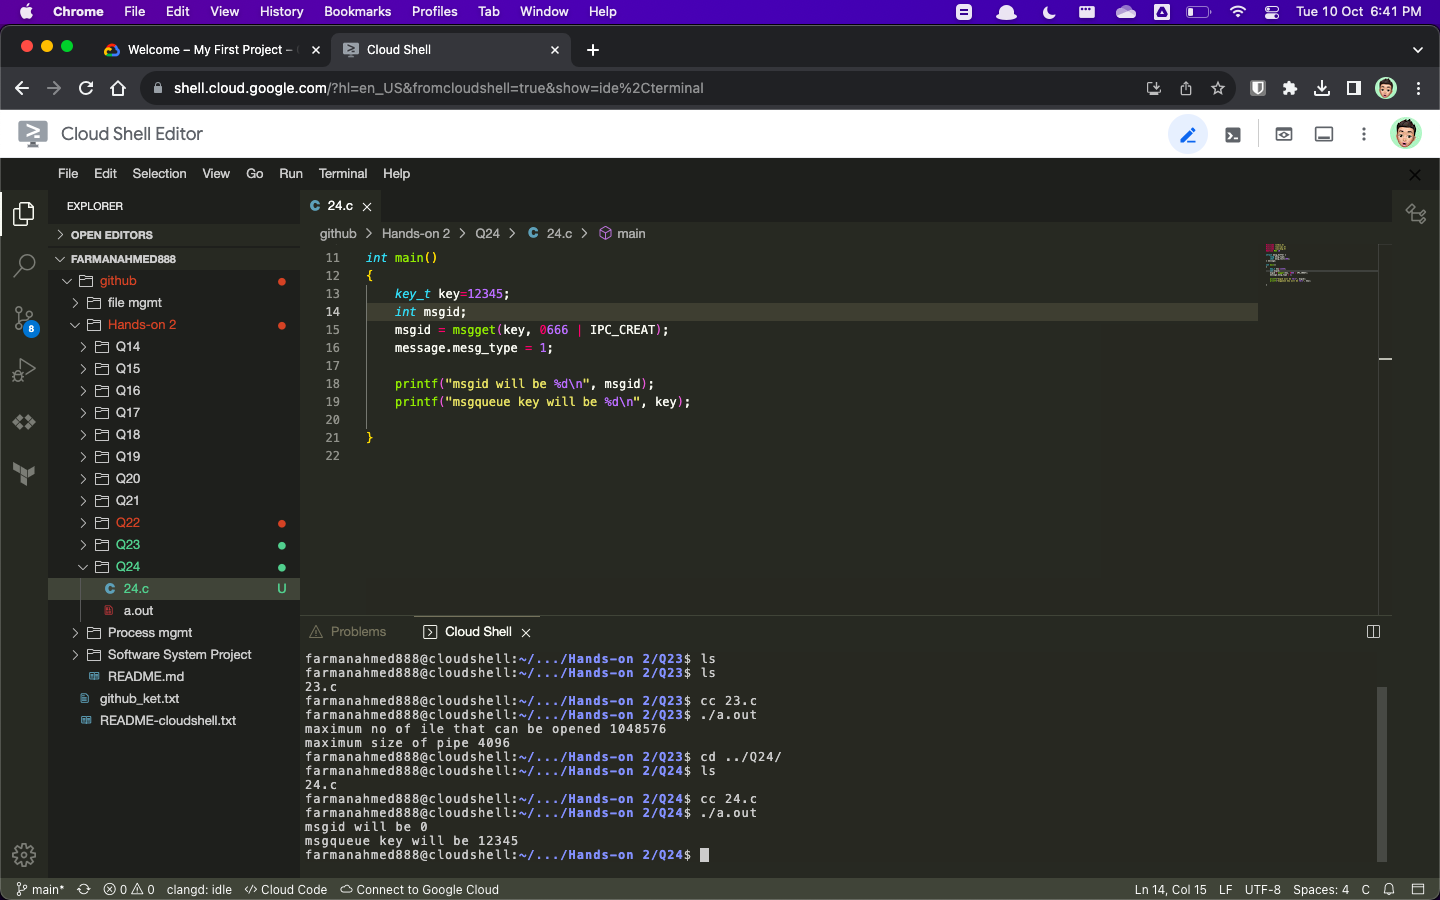 Chrome File Edit View History Bookmarks Profiles Tab Window Help Tue 10 Oct 6:41 PM
Welcome – My First Project – Cloud Shell
shell.cloud.google.com/?hl=en_US&fromcloudshell=true&show=ide%2Cterminal
Cloud Shell Editor
File Edit Selection View Go Run Terminal Help
EXPLORER
OPEN EDITORS
FARMANAHMED888
github
file mgmt
Hands-on 2
Q14
Q15
Q16
Q17
Q18
Q19
Q20
Q21
Q22
Q23
Q24
C 24.c U
a.out
Process mgmt
Software System Project
README.md
github_ket.txt
README-cloudshell.txt
8
C 24.c
github > Hands-on 2 > Q24 > C 24.c > main
11 int main()
12 {
13 key_t key=12345;
14 int msgid;
15 msgid = msgget(key, 0666 | IPC_CREAT);
16 message.mesg_type = 1;
17
18 printf("msgid will be %d\n", msgid);
19 printf("msgqueue key will be %d\n", key);
20
21 }
22
Problems Cloud Shell
farmanahmed888@cloudshell:~/.../Hands-on 2/Q23$ ls
farmanahmed888@cloudshell:~/.../Hands-on 2/Q23$ ls
23.c
farmanahmed888@cloudshell:~/.../Hands-on 2/Q23$ cc 23.c
farmanahmed888@cloudshell:~/.../Hands-on 2/Q23$ ./a.out
maximum no of ile that can be opened 1048576
maximum size of pipe 4096
farmanahmed888@cloudshell:~/.../Hands-on 2/Q23$ cd ../Q24/
farmanahmed888@cloudshell:~/.../Hands-on 2/Q24$ ls
24.c
farmanahmed888@cloudshell:~/.../Hands-on 2/Q24$ cc 24.c
farmanahmed888@cloudshell:~/.../Hands-on 2/Q24$ ./a.out
msgid will be 0
msgqueue key will be 12345
farmanahmed888@cloudshell:~/.../Hands-on 2/Q24$
main* 0 0 clangd: idle Cloud Code Connect to Google Cloud Ln 14, Col 15 LF UTF-8 Spaces: 4 C